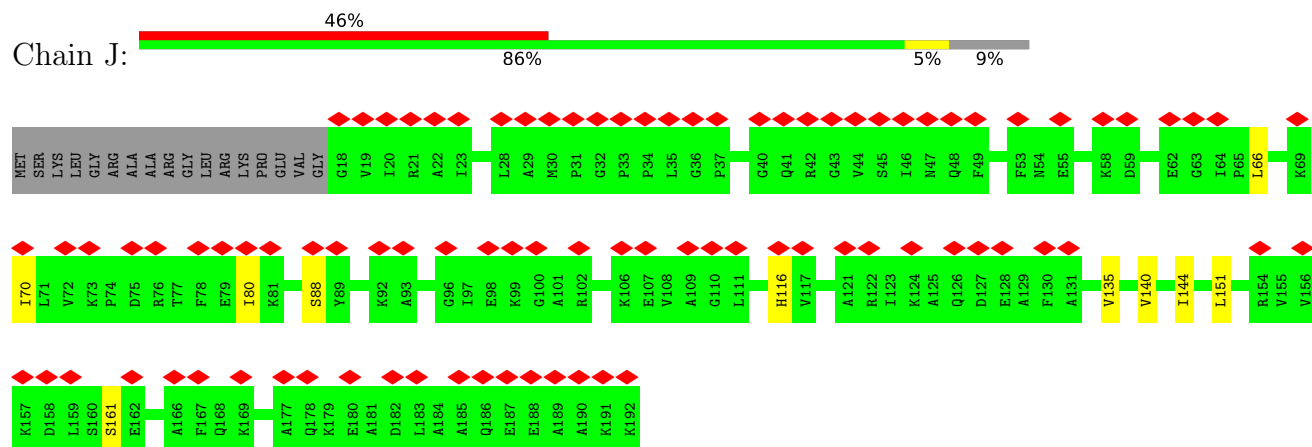 46%
Chain J:
86% 5% 9%
MET SER LYS LEU GLY ARG ALA ALA ARG GLY LEU ARG LYS PRO GLU VAL GLY G18 V19 I20 R21 A22 I23 L28 A29 M30 P31 G32 P33 P34 L35 G36 P37 G40 Q41 R42 G43 V44 S45 I46 N47 Q48 F49 F53 N54 E55 K58 D59 E62 G63 I64 P65 L66 K69
I70 L71 V72 K73 P74 D75 R76 T77 F78 E79 I80 K81 S88 Y89 K92 A93 G96 I97 E98 K99 G100 A101 R102 K106 E107 V108 A109 G110 L111 H116 V117 A121 R122 I123 K124 A125 Q126 D127 E128 A129 F130 A131 V135 V140 I144 L151 R154 V155 V156
K157 D158 L159 S160 S161 E162 A166 F167 Q168 K169 A177 Q178 K179 E180 A181 D182 L183 A184 A185 Q186 E187 E188 A189 A190 K191 K192